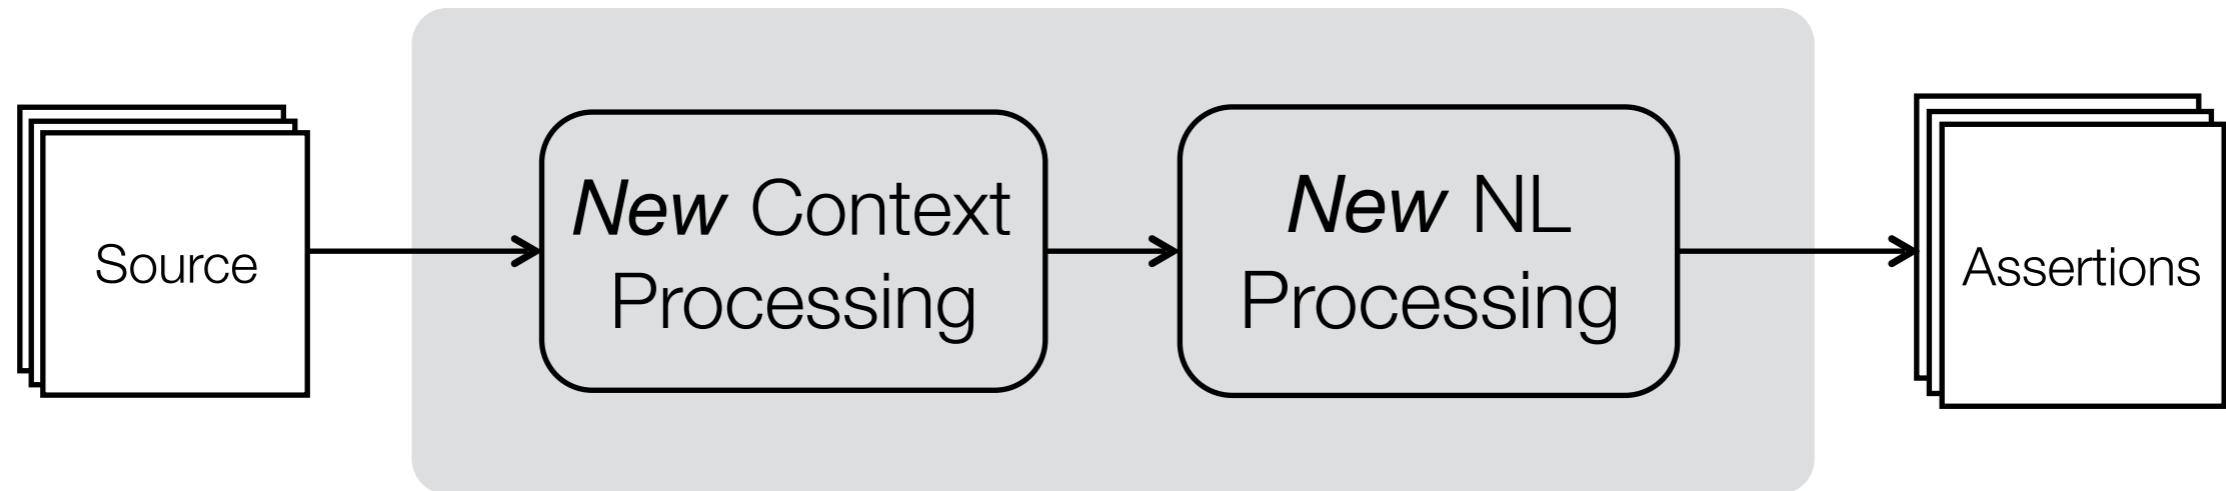 Source
New Context
Processing
New NL
Processing
Assertions